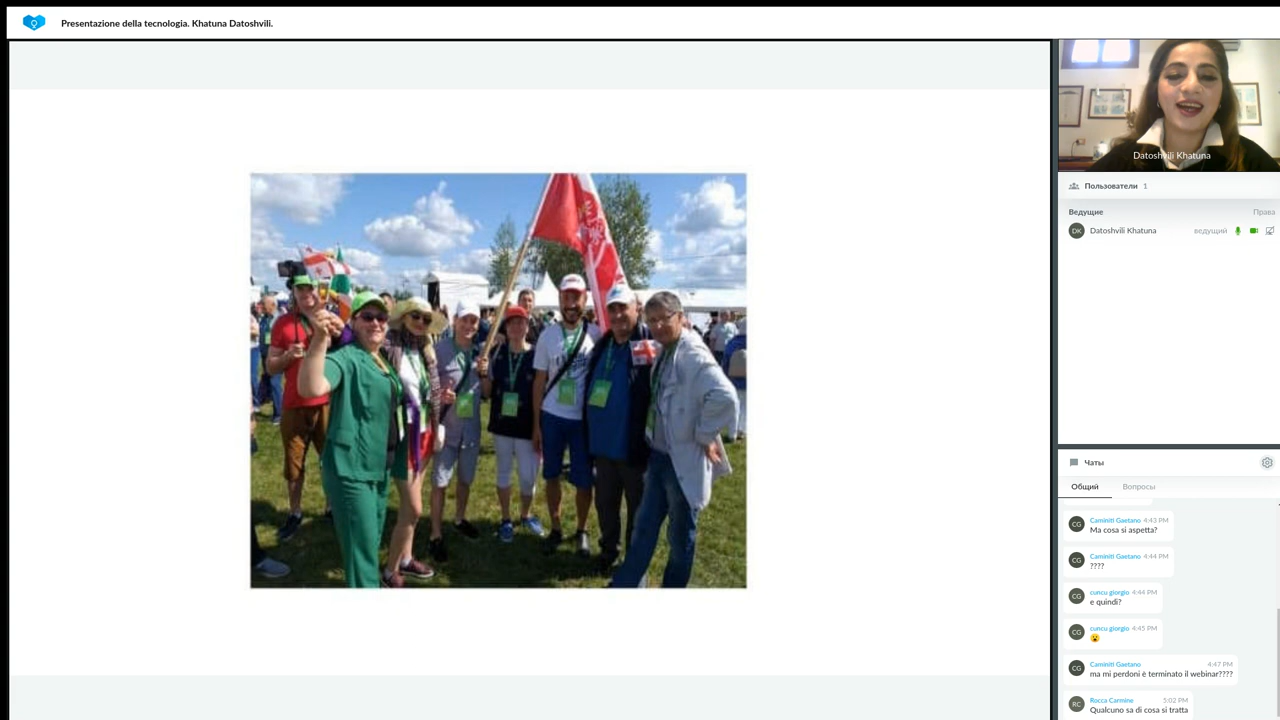 Presentazione della tecnologia. Khatuna Datoshvili.
Datoshvili Khatuna
Пользователи 1
Ведущие Права
DK Datoshvili Khatuna ведущий
Чаты
Общий Вопросы
CG Caminiti Gaetano 4:43 PM
Ma cosa si aspetta?
CG Caminiti Gaetano 4:44 PM
????
CG cuncu giorgio 4:44 PM
e quindi?
CG cuncu giorgio 4:45 PM
😮
CG Caminiti Gaetano 4:47 PM
ma mi perdoni è terminato il webinar????
RC Rocca Carmine 5:02 PM
Qualcuno sa di cosa si tratta